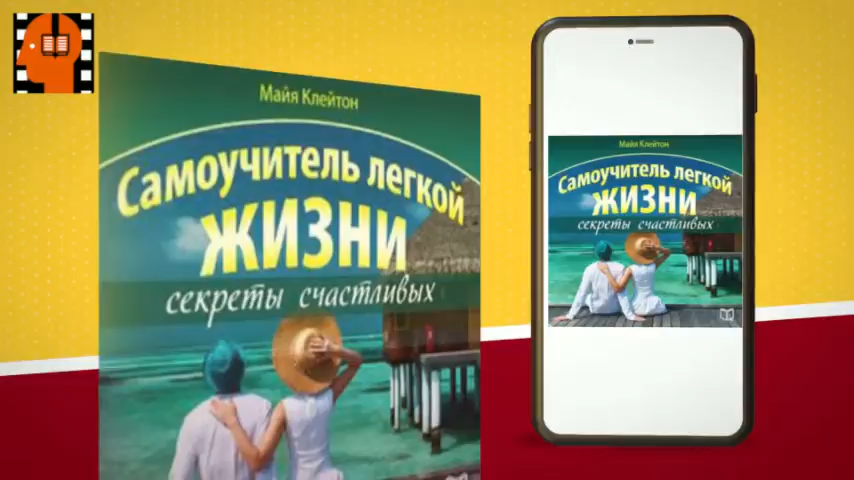 Майя Клейтон
Самоучитель легкой
жизни
секреты счастливых
Майя Клейтон
Самоучитель легкой
жизни
секреты счастливых